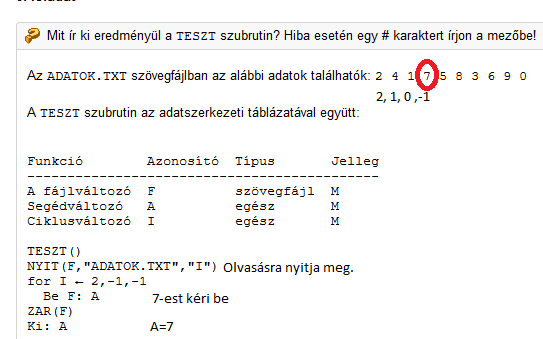 Mit ír ki eredményül a TESZT szubrutin? Hiba esetén egy # karaktert írjon a mezőbe!
Az ADATOK.TXT szövegfájlban az alábbi adatok találhatók: 2 4 1 7 5 8 3 6 9 0
2, 1, 0 ,-1
A TESZT szubrutin az adatszerkezeti táblázatával együtt:
Funkció Azonosító Típus Jelleg
--------------------------------------------
A fájlváltozó F szövegfájl M
Segédváltozó A egész M
Ciklusváltozó I egész M
TESZT()
NYIT(F,"ADATOK.TXT","I") Olvasásra nyitja meg.
for I ← 2,-1,-1
Be F: A 7-est kéri be
ZAR(F)
Ki: A A=7